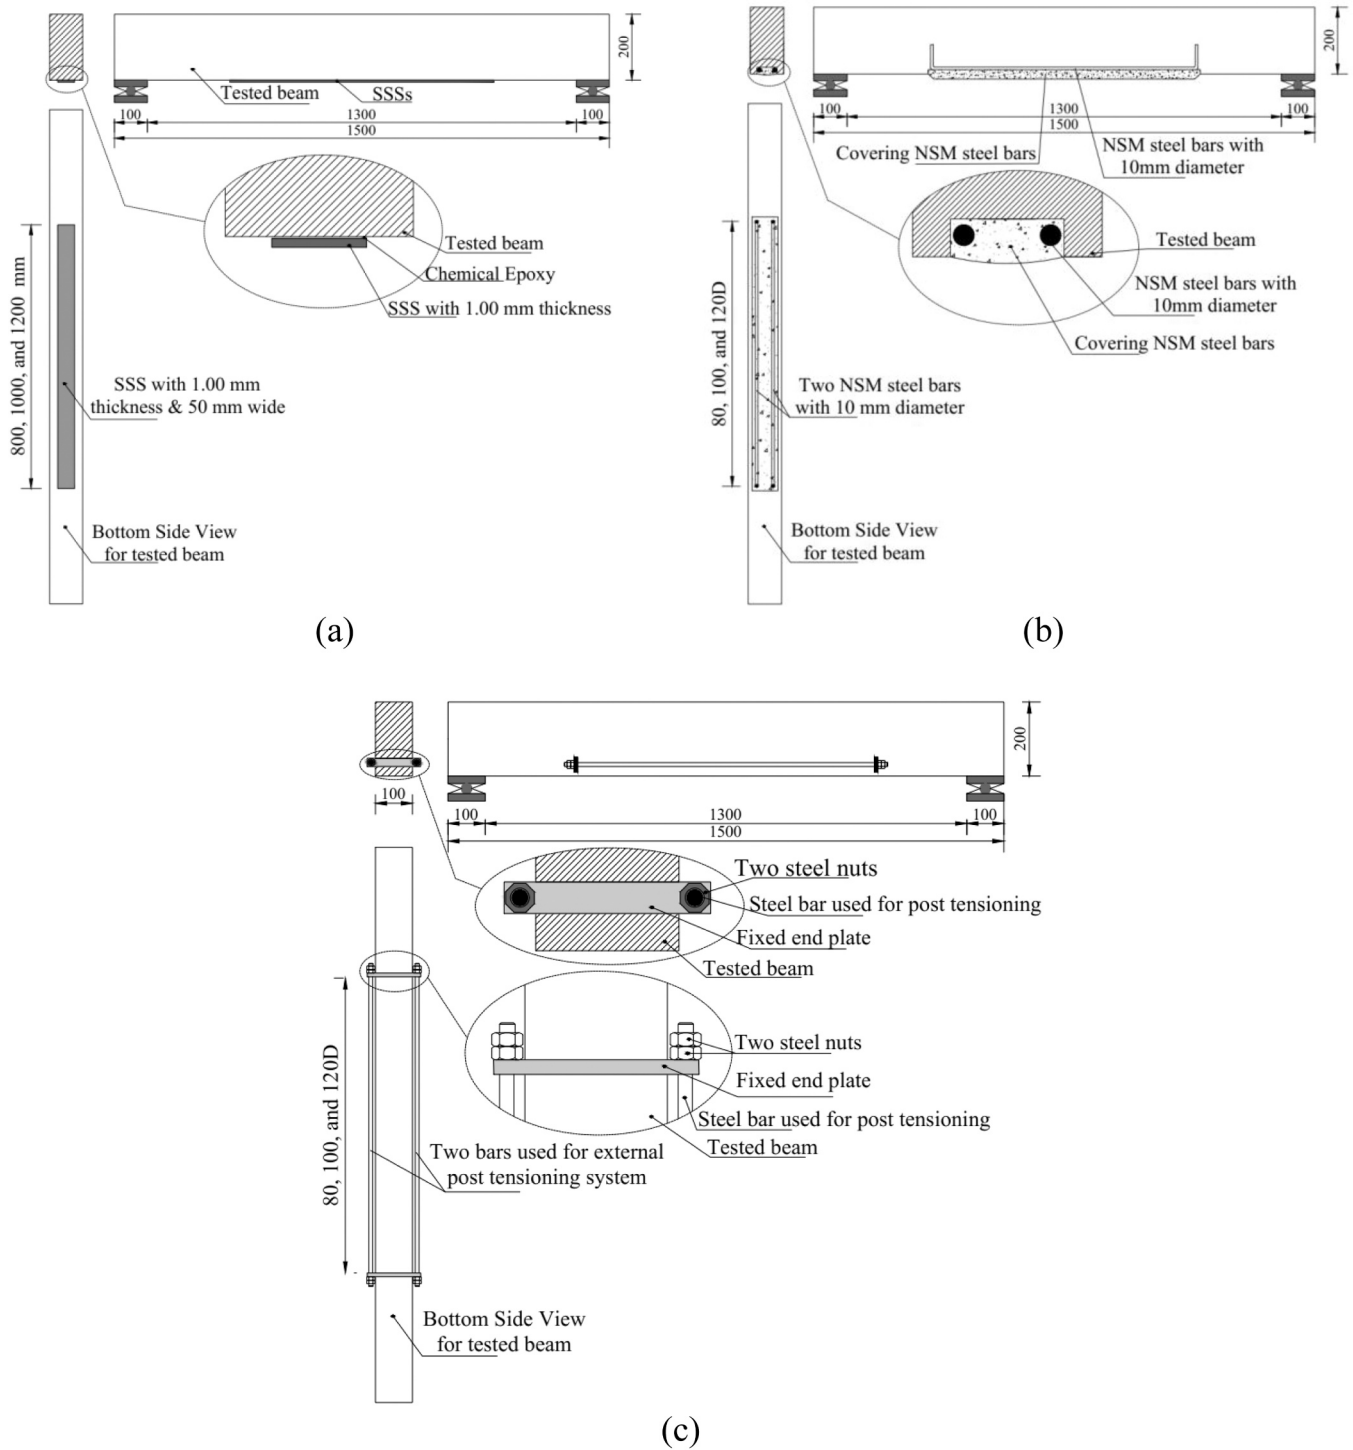 200
Tested beam
SSSs
100
1300
100
1500
Tested beam
Chemical Epoxy
SSS with 1.00 mm thickness
800, 1000, and 1200 mm
SSS with 1.00 mm
thickness & 50 mm wide
Bottom Side View
for tested beam
(a)
200
100
1300
100
1500
Covering NSM steel bars
NSM steel bars with
10mm diameter
Tested beam
NSM steel bars with
10mm diameter
Covering NSM steel bars
80, 100, and 120D
Two NSM steel bars
with 10 mm diameter
Bottom Side View
for tested beam
(b)
200
100
100
1300
100
1500
Two steel nuts
Steel bar used for post tensioning
Fixed end plate
Tested beam
Two steel nuts
Fixed end plate
Steel bar used for post tensioning
Tested beam
80, 100, and 120D
Two bars used for external
post tensioning system
Bottom Side View
for tested beam
(c)